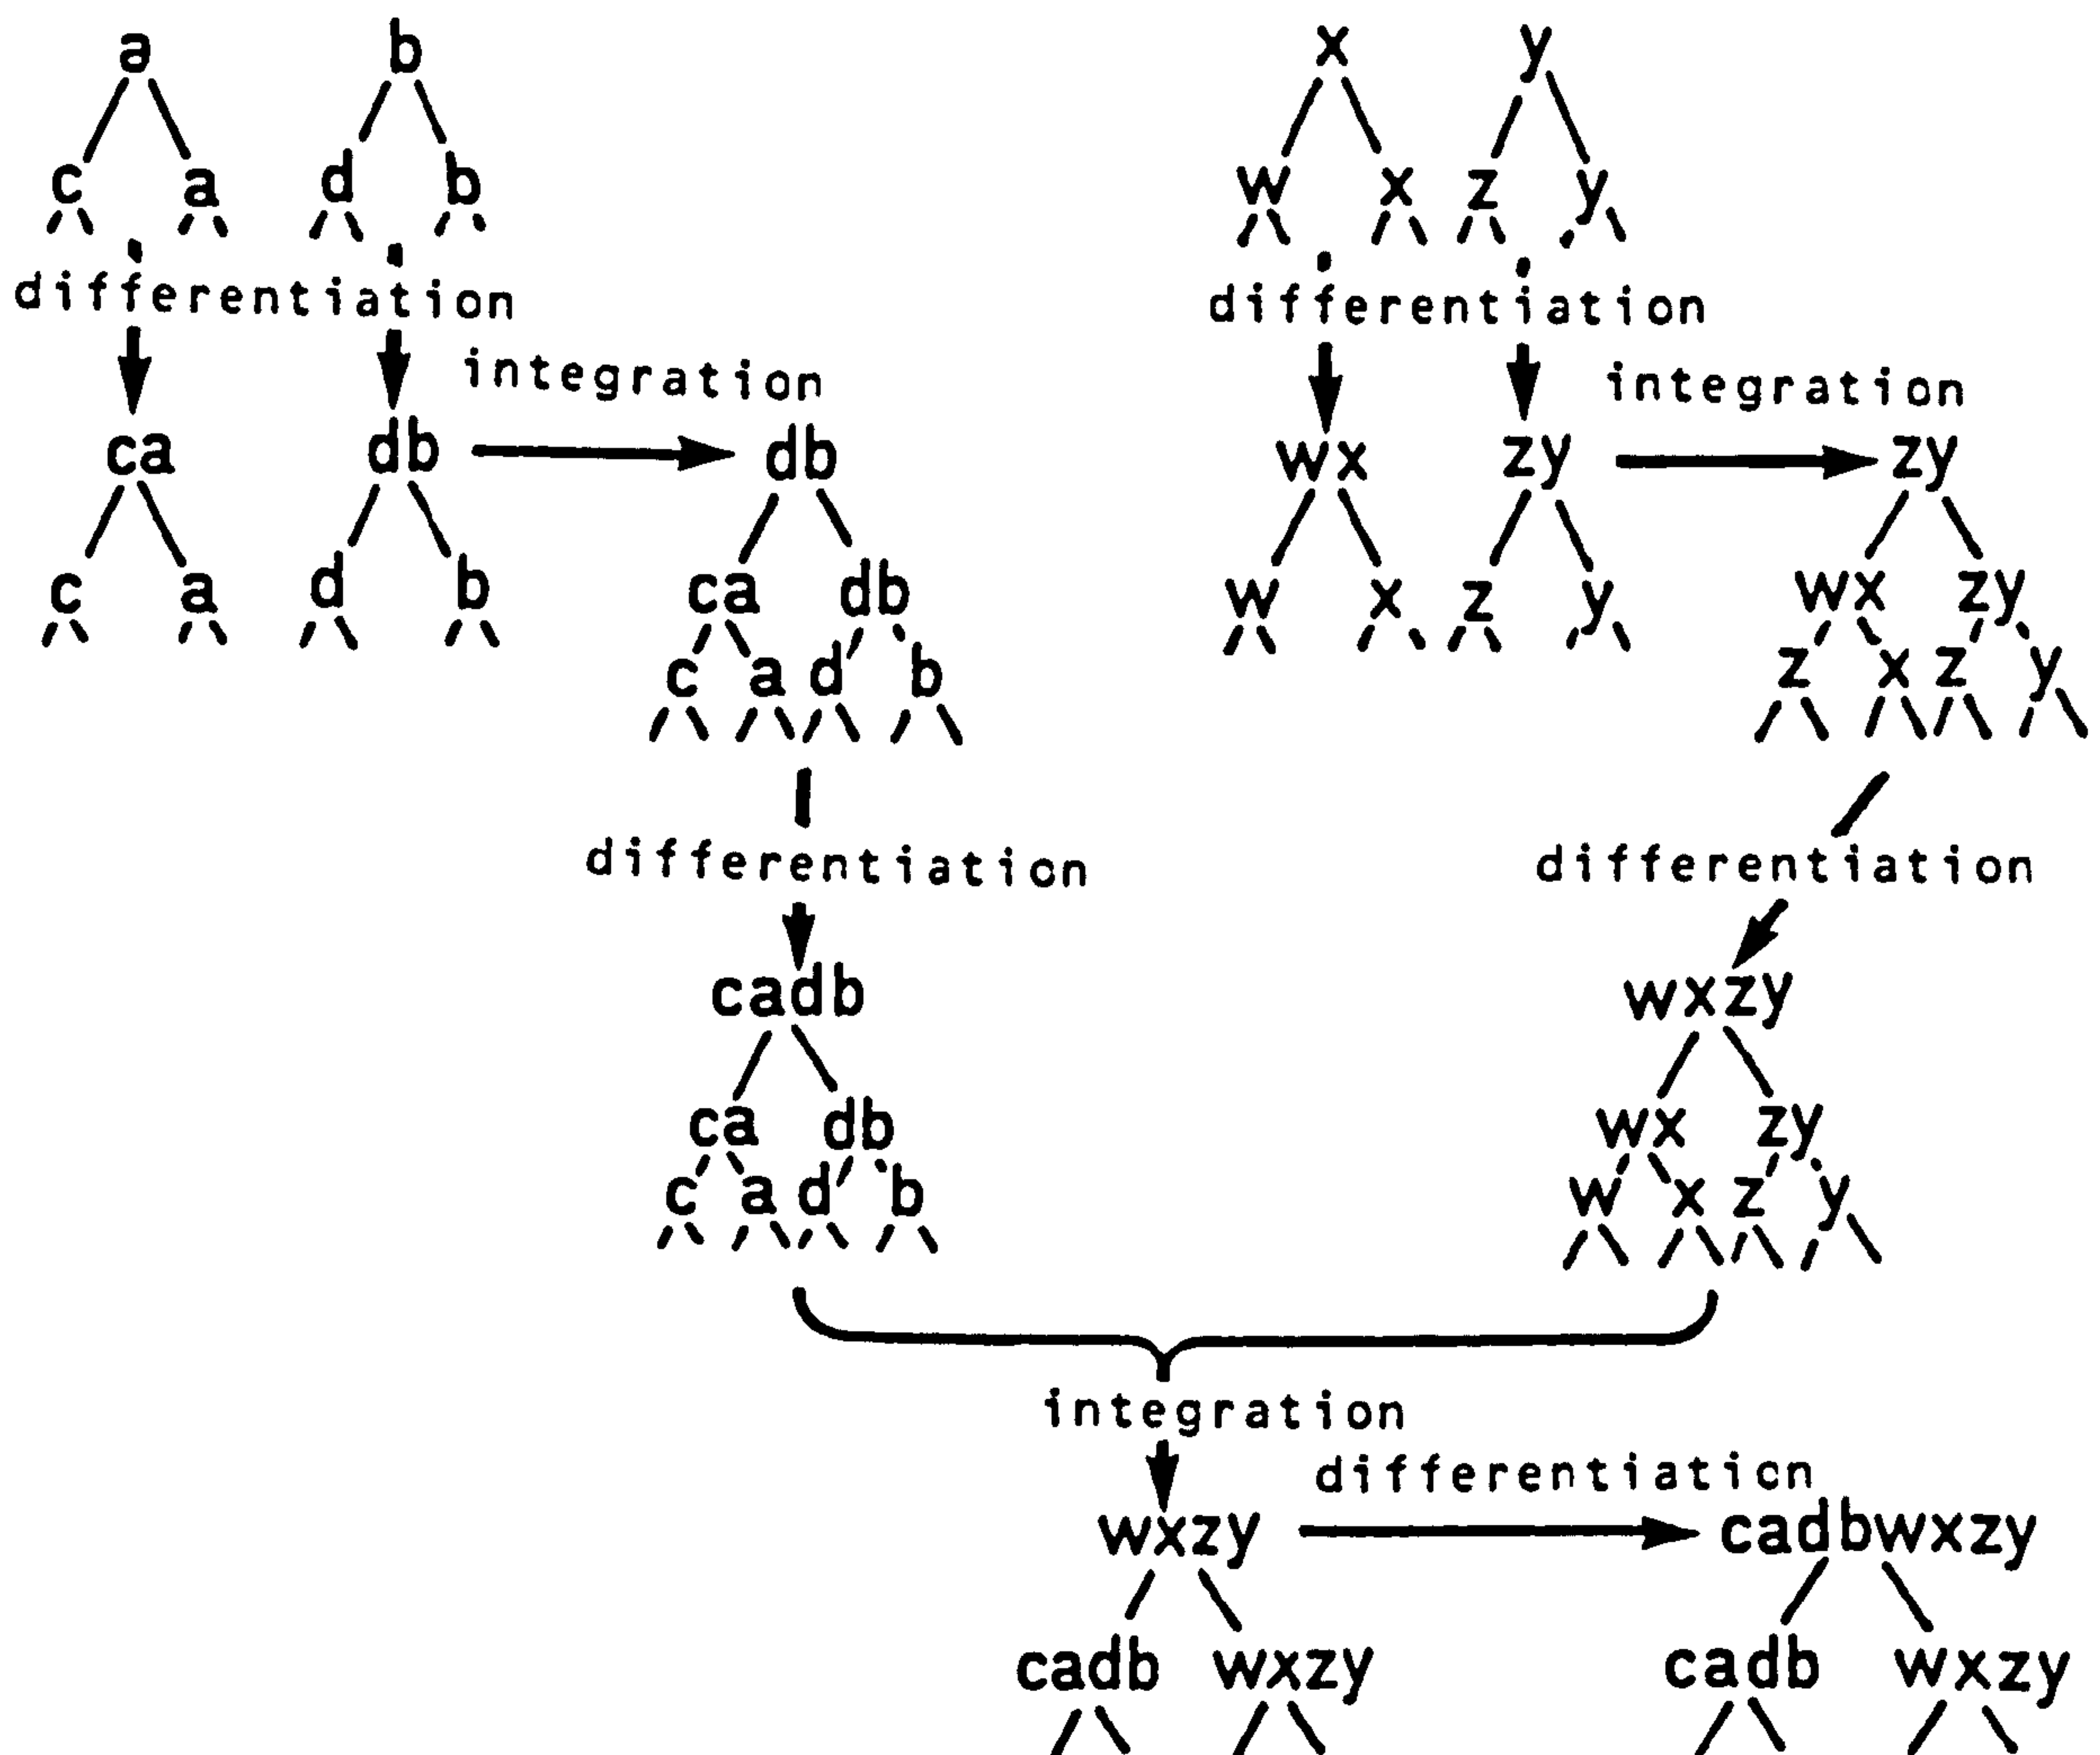 a b x y
c a d b w x z y
differentiation differentiation
integration integration
ca db db wx zy zy
c a d b ca db w x z y wx zy
c a d b z x z y
differentiation differentiation
cadb wxzy
ca db wx zy
c a d b w x z y
integration
differentiation
wxzy cadbwxzy
cadb wxzy cadb wxzy